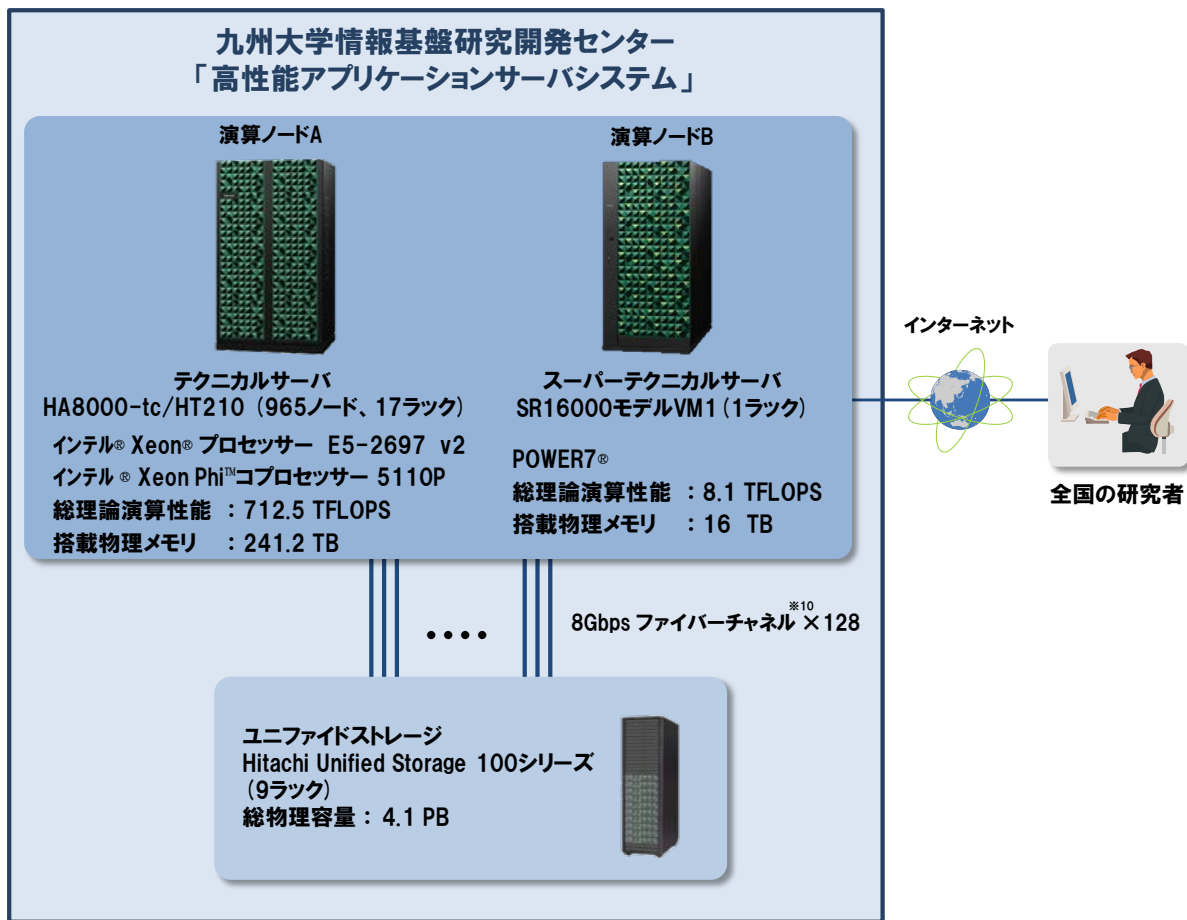 九州大学情報基盤研究開発センター
「高性能アプリケーションサーバシステム」
演算ノードA
テクニカルサーバ
HA8000-tc/HT210 (965ノード、17ラック)
インテル® Xeon® プロセッサー E5-2697 v2
インテル ® Xeon Phi™コプロセッサー 5110P
総理論演算性能 : 712.5 TFLOPS
搭載物理メモリ : 241.2 TB
演算ノードB
スーパーテクニカルサーバ
SR16000モデルVM1(1ラック)
POWER7®
総理論演算性能 : 8.1 TFLOPS
搭載物理メモリ : 16 TB
インターネット
全国の研究者
8Gbps ファイバーチャネル※10×128
ユニファイドストレージ
Hitachi Unified Storage 100シリーズ
(9ラック)
総物理容量 : 4.1 PB